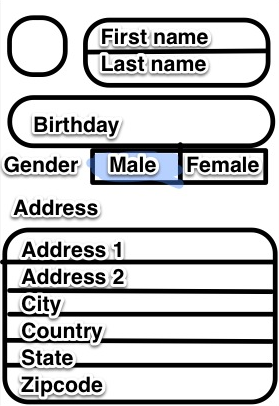 First name
Last name
Birthday
Gender Male Female
Address
Address 1
Address 2
City
Country
State
Zipcode